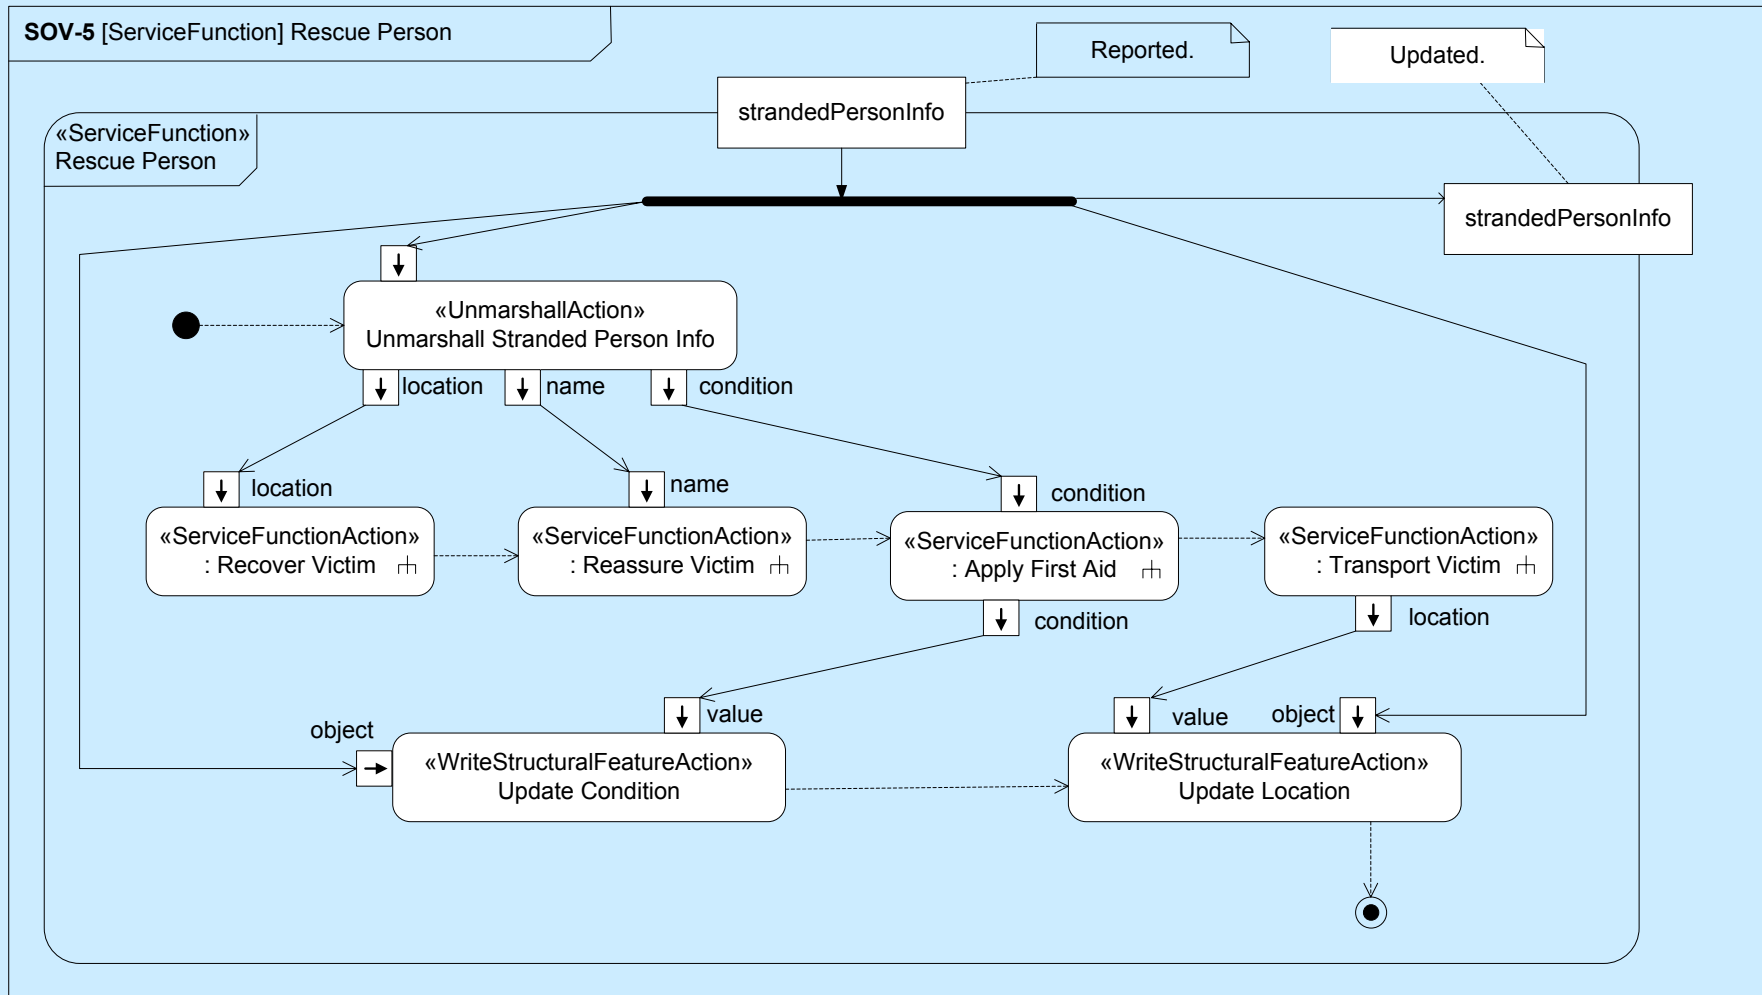 SOV-5 [ServiceFunction] Rescue Person
Reported.
Updated.
strandedPersonInfo
«ServiceFunction»
Rescue Person
strandedPersonInfo
«UnmarshallAction»
Unmarshall Stranded Person Info
location
name
condition
location
name
condition
«ServiceFunctionAction»
: Recover Victim
«ServiceFunctionAction»
: Reassure Victim
«ServiceFunctionAction»
: Apply First Aid
«ServiceFunctionAction»
: Transport Victim
condition
location
object
value
value
object
«WriteStructuralFeatureAction»
Update Condition
«WriteStructuralFeatureAction»
Update Location